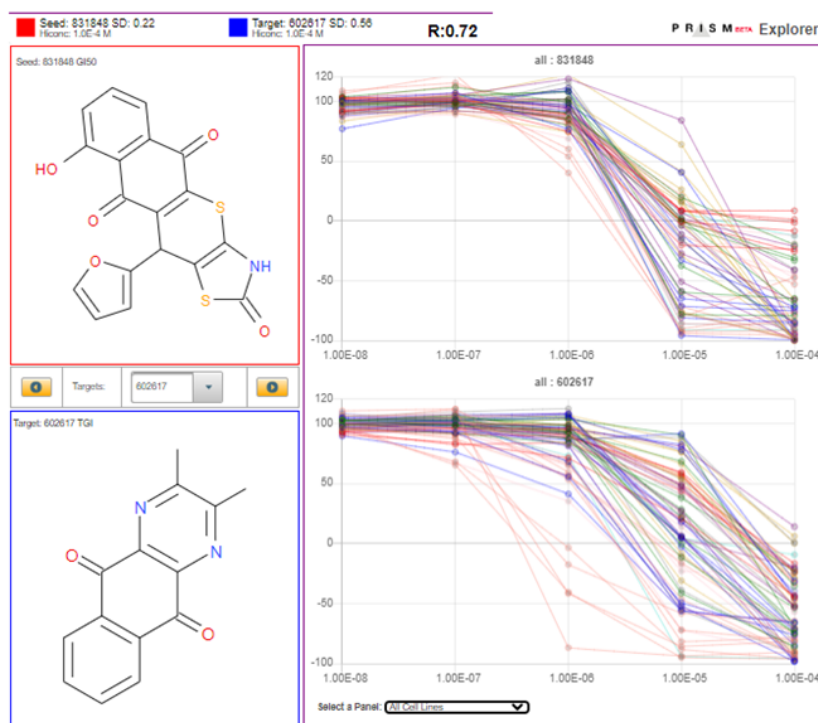 Seed: 831848 SD: 0.22
Hiconc: 1.0E-4 M
Target: 602617 SD: 0.56
Hiconc: 1.0E-4 M
R:0.72
PRISM BETA Explorer
Seed: 831848 GI50
O
HO
O
S
O
NH
S
O
Targets:
602617
Target: 602617 TGI
N
O
N
O
all : 831848
120
100
50
0
-50
-100
1.00E-08
1.00E-07
1.00E-06
1.00E-05
1.00E-04
all : 602617
120
100
50
0
-50
-100
1.00E-08
1.00E-07
1.00E-06
1.00E-05
1.00E-04
Select a Panel: All Cell Lines